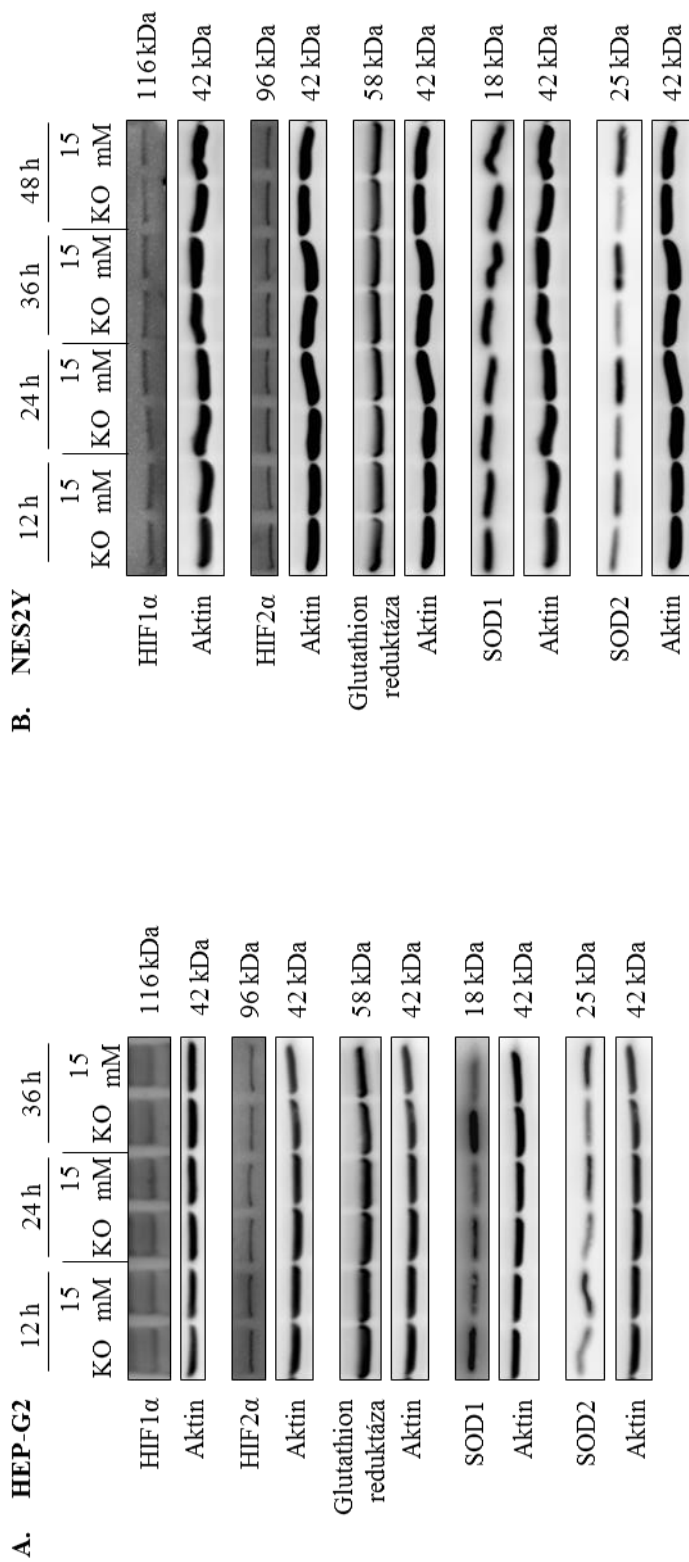 A. HEP-G2
12 h 24 h 36 h
KO 15 mM KO 15 mM KO 15 mM
HIF1α 116 kDa
Aktin 42 kDa
HIF2α 96 kDa
Aktin 42 kDa
Glutathion
reduktáza 58 kDa
Aktin 42 kDa
SOD1 18 kDa
Aktin 42 kDa
SOD2 25 kDa
Aktin 42 kDa
B. NES2Y
12 h 24 h 36 h 48 h
KO 15 mM KO 15 mM KO 15 mM KO 15 mM
HIF1α 116 kDa
Aktin 42 kDa
HIF2α 96 kDa
Aktin 42 kDa
Glutathion
reduktáza 58 kDa
Aktin 42 kDa
SOD1 18 kDa
Aktin 42 kDa
SOD2 25 kDa
Aktin 42 kDa